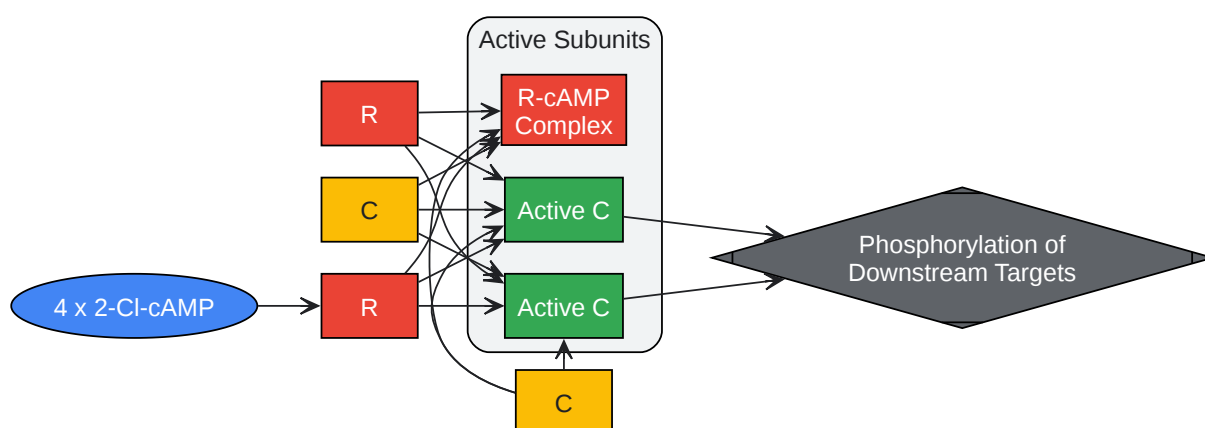 Active Subunits
R
R-cAMP
Complex
C
Active C
Phosphorylation of
Downstream Targets
4 x 2-Cl-cAMP
R
Active C
C